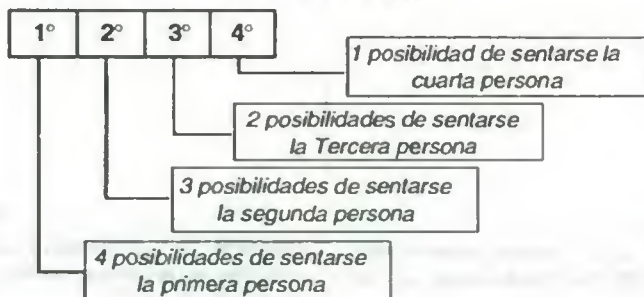 1° 2° 3° 4°
1 posibilidad de sentarse la
cuarta persona
2 posibilidades de sentarse
la Tercera persona
3 posibilidades de sentarse
la segunda persona
4 posibilidades de sentarse
la primera persona